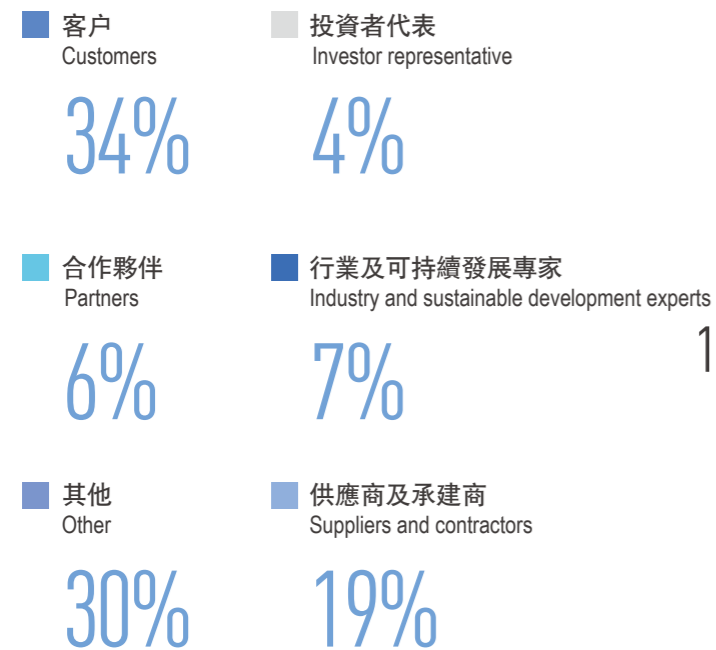 客户
Customers
34%
投資者代表
Investor representative
4%
合作夥伴
Partners
6%
行業及可持續發展專家
Industry and sustainable development experts
7%
1
其他
Other
30%
供應商及承建商
Suppliers and contractors
19%